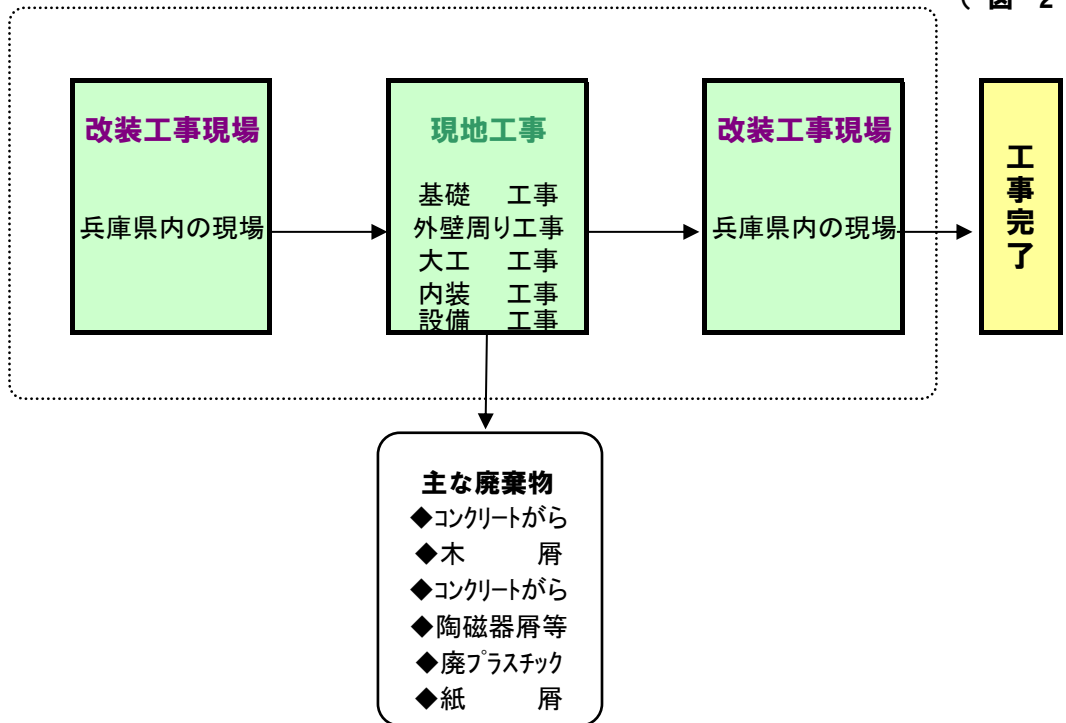 ( 図 2
改装工事現場
兵庫県内の現場
現地工事
基礎 工事
外壁周り工事
大工 工事
内装 工事
設備 工事
改装工事現場
兵庫県内の現場
工事完了
主な廃棄物
◆コンクリートがら
◆木 屑
◆コンクリートがら
◆陶磁器屑等
◆廃プラスチック
◆紙 屑